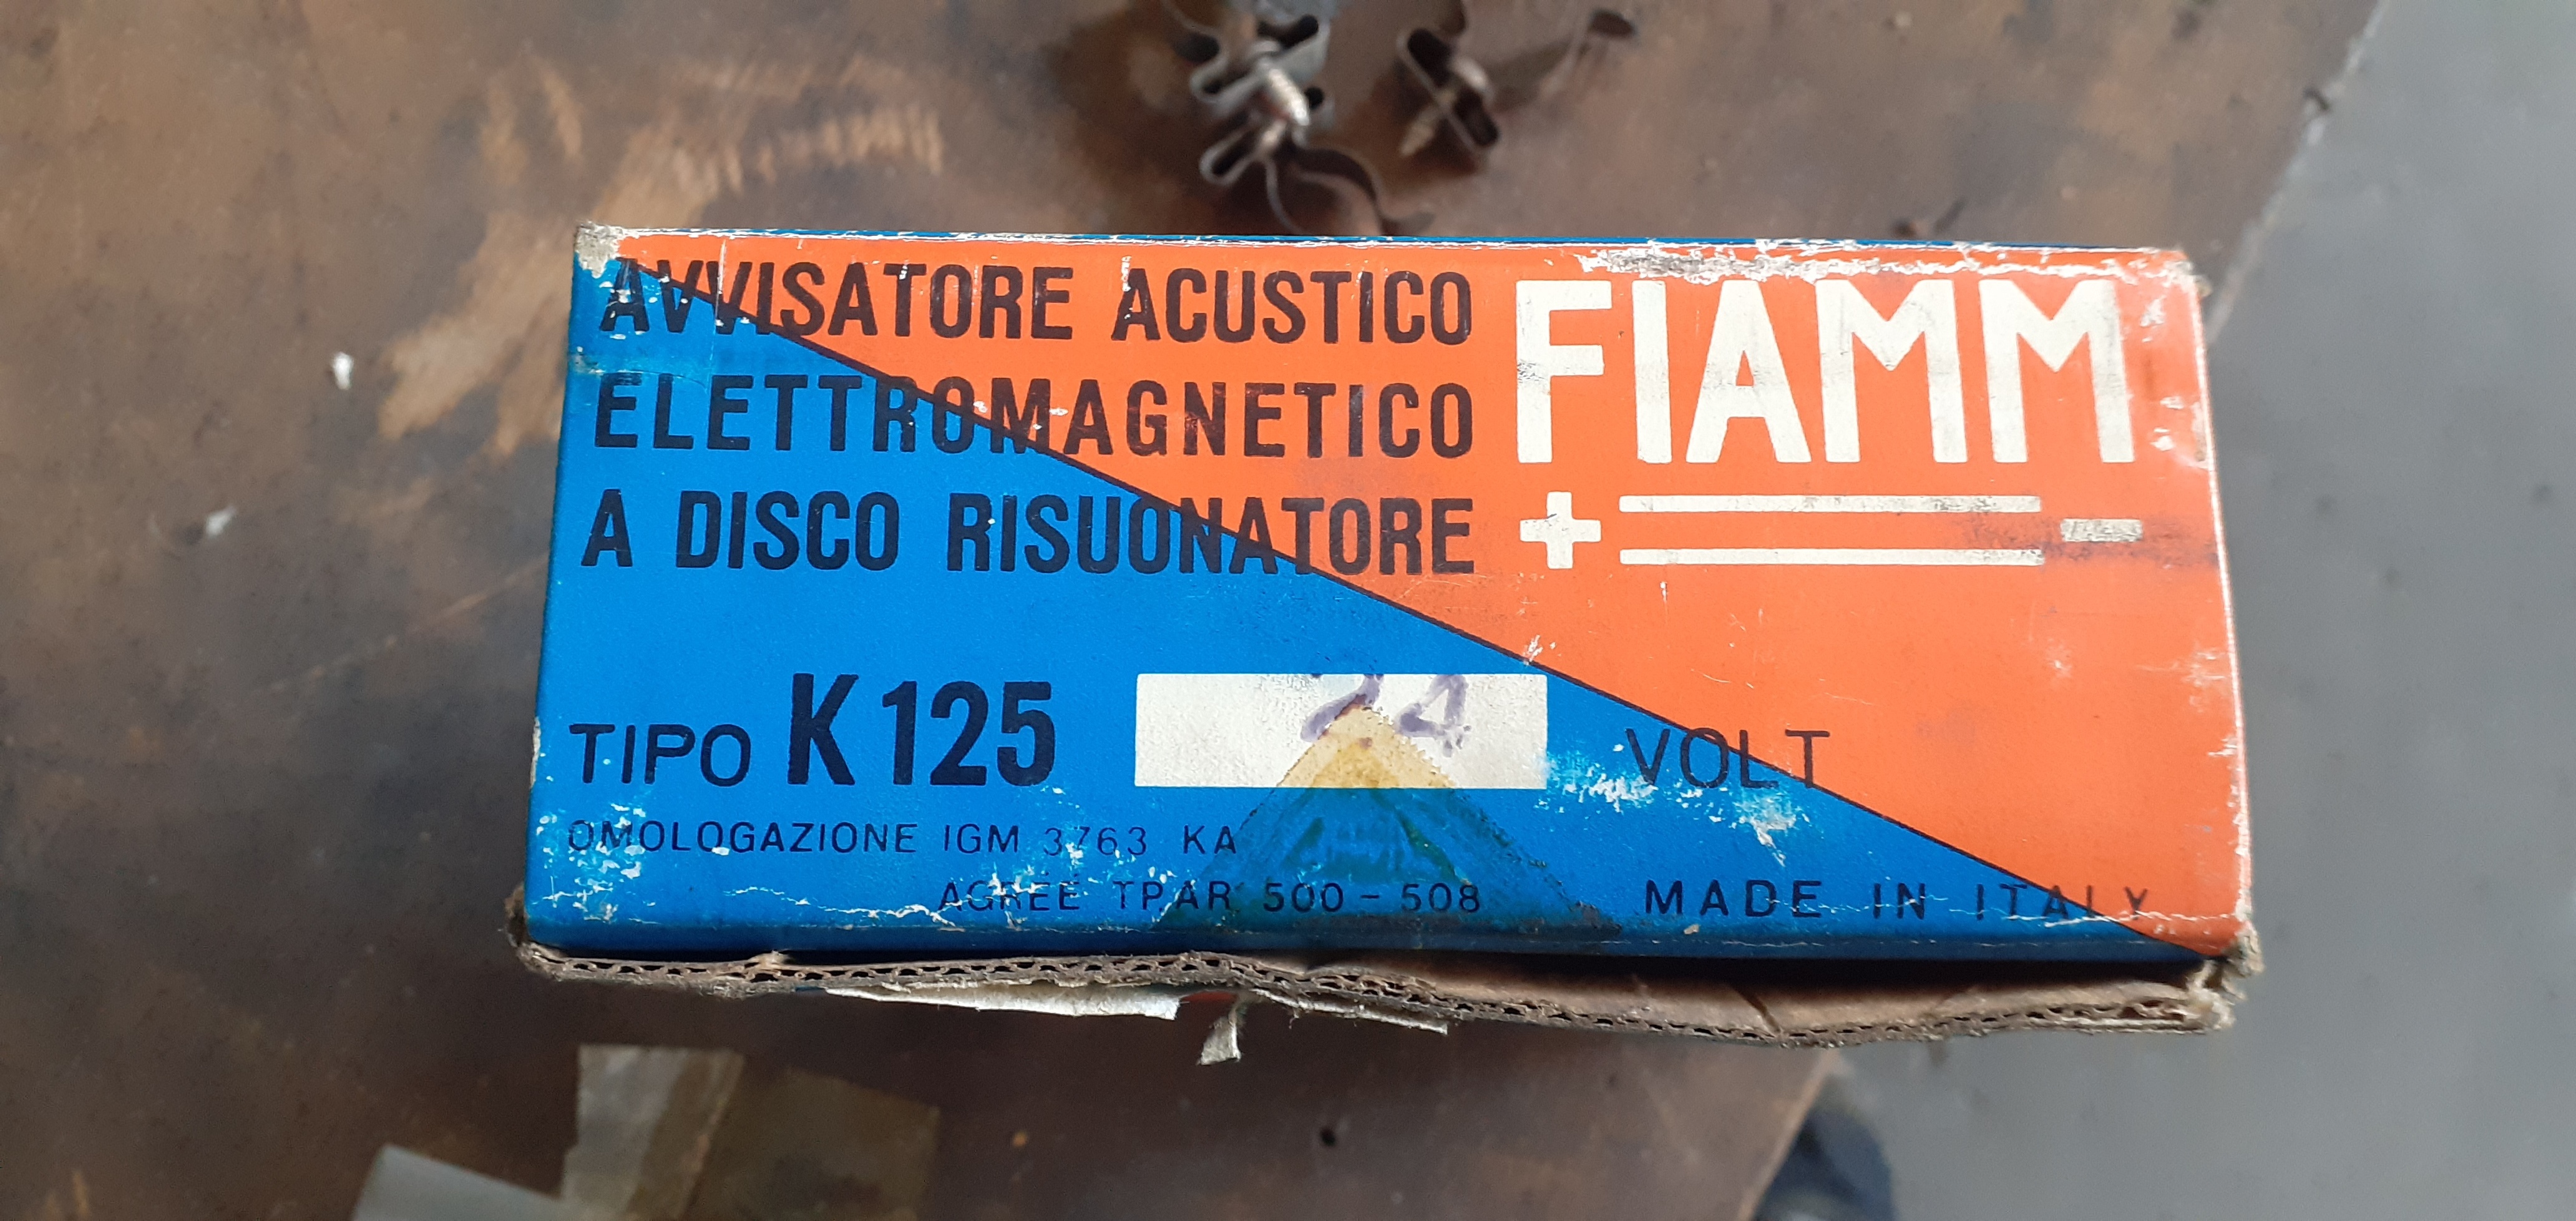 AVVISATORE ACUSTICO
ELETTROMAGNETICO
A DISCO RISUONATORE
FIAMM
+ -
TIPO K 125 24 VOLT
OMOLOGAZIONE IGM 3763 KA
AGRÉÉ TPAR 500 - 508
MADE IN ITALY